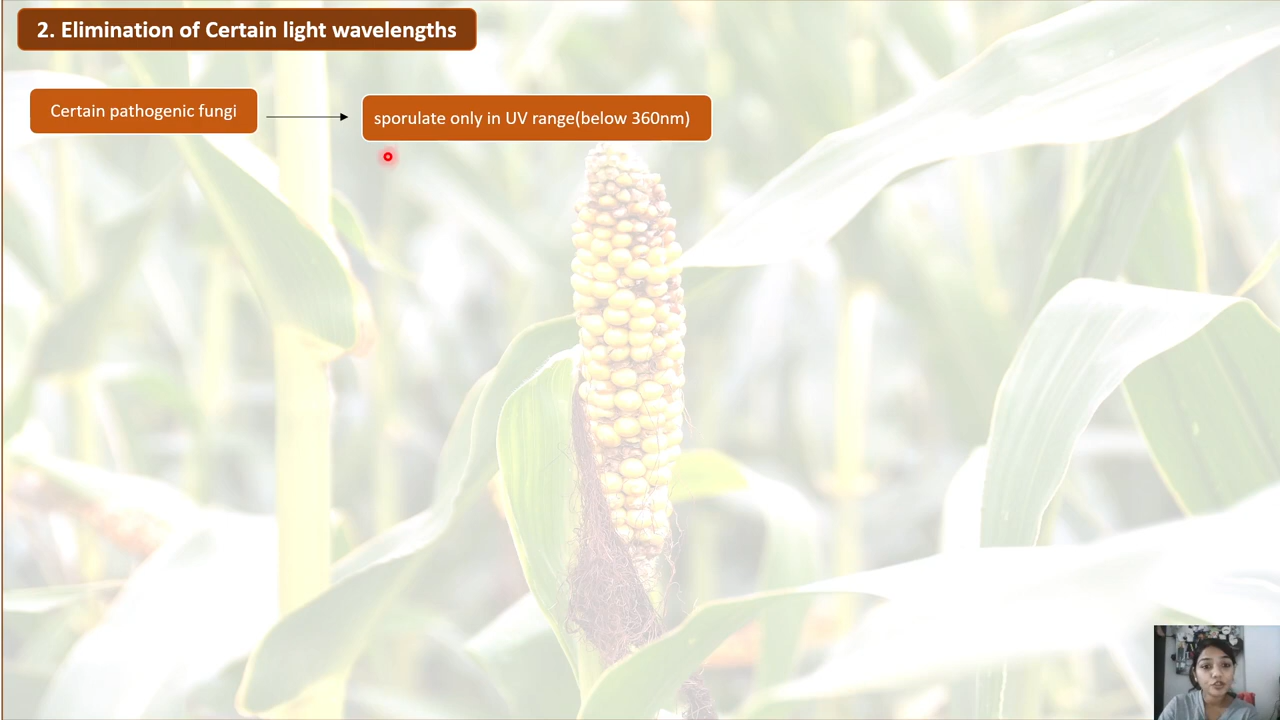 2. Elimination of Certain light wavelengths
Certain pathogenic fungi
sporulate only in UV range(below 360nm)